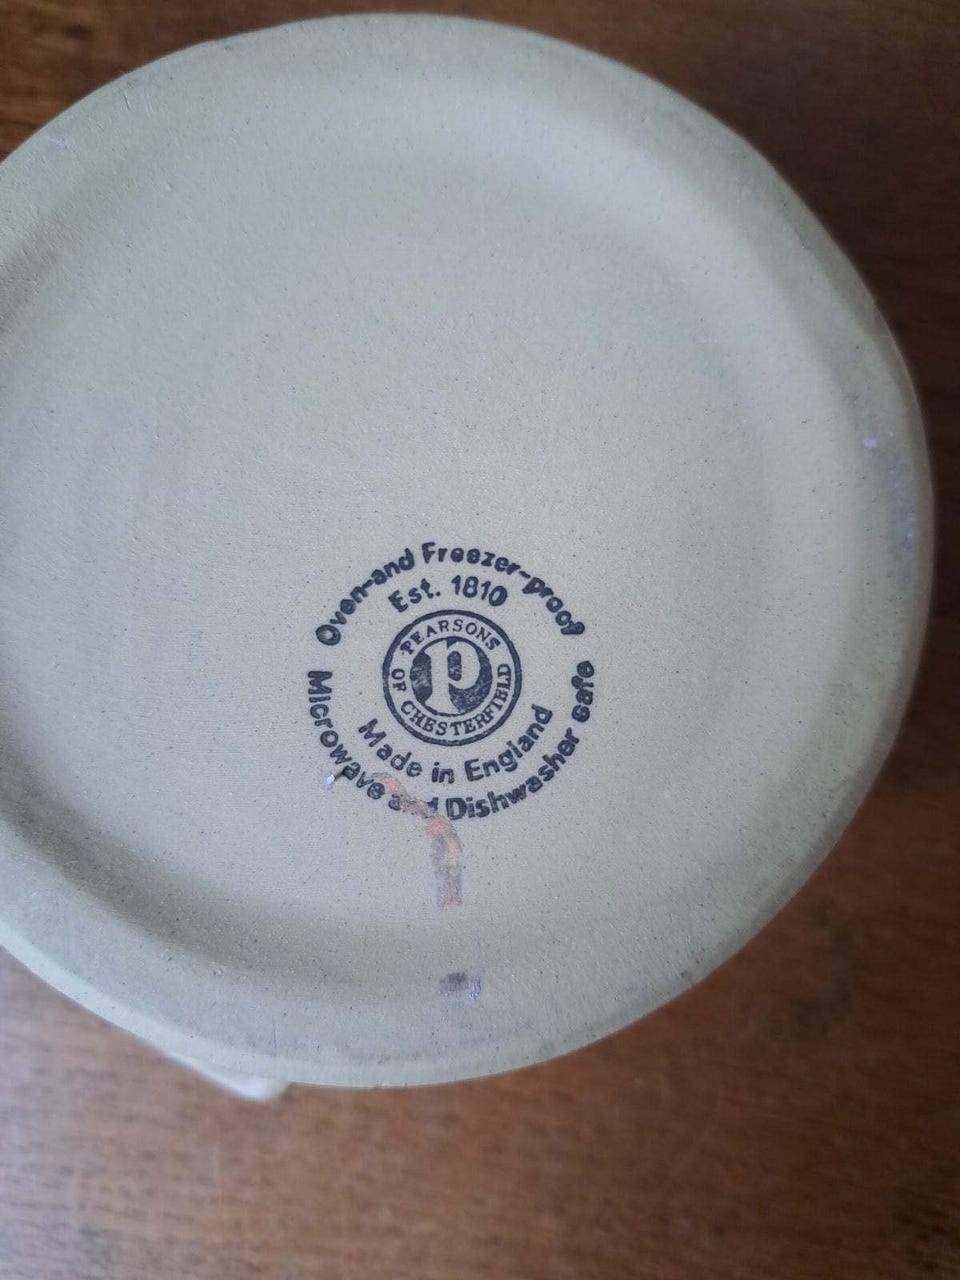 Oven-and Freezer-proof
Est. 1810
PEARSONS
OF CHESTERFIELD
P
Made in England
Microwave and Dishwasher safe